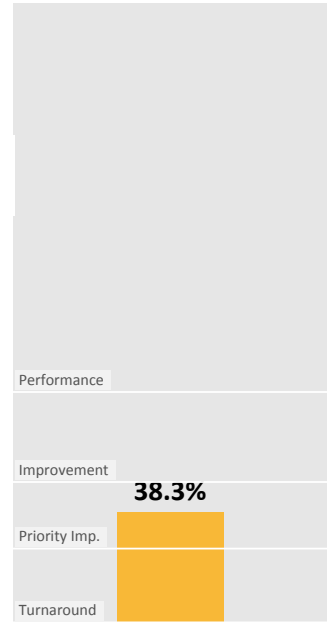 Performance
Improvement
38.3%
Priority Imp.
Turnaround